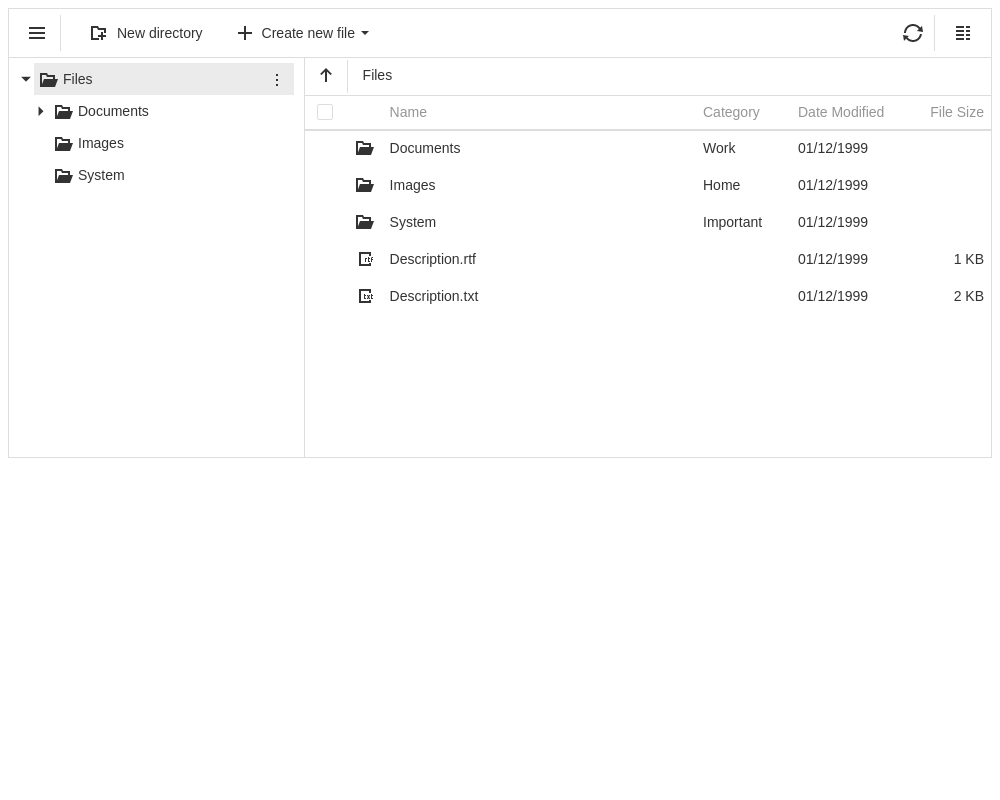 New directory Create new file
Files
Documents
Images
System
Files
Name Category Date Modified File Size
Documents Work 01/12/1999
Images Home 01/12/1999
System Important 01/12/1999
rtf Description.rtf 01/12/1999 1 KB
txt Description.txt 01/12/1999 2 KB